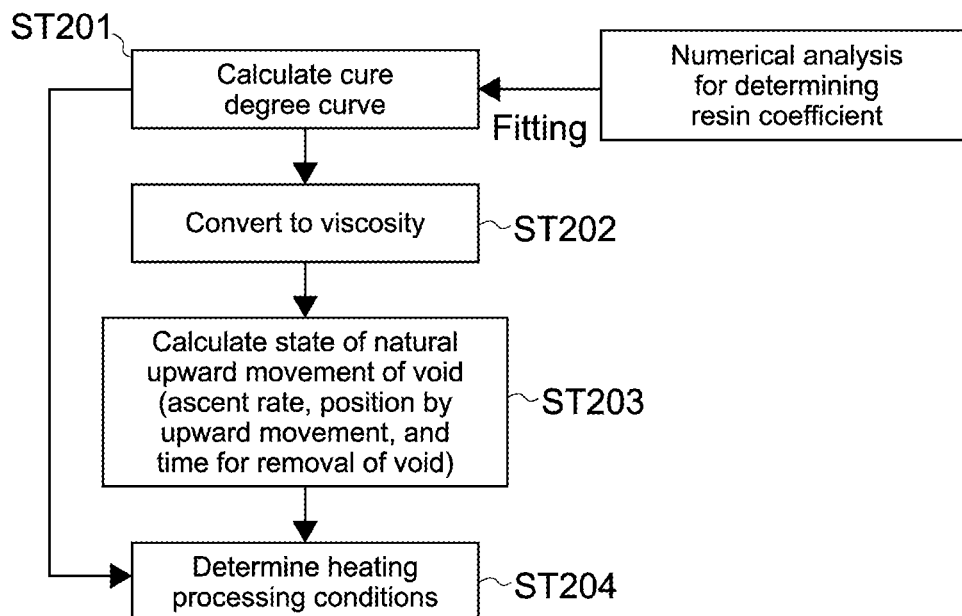 ST201
Calculate cure
degree curve
Numerical analysis
for determining
resin coefficient
Fitting
Convert to viscosity
ST202
Calculate state of natural
upward movement of void
(ascent rate, position by
upward movement, and
time for removal of void)
ST203
Determine heating
processing conditions
ST204